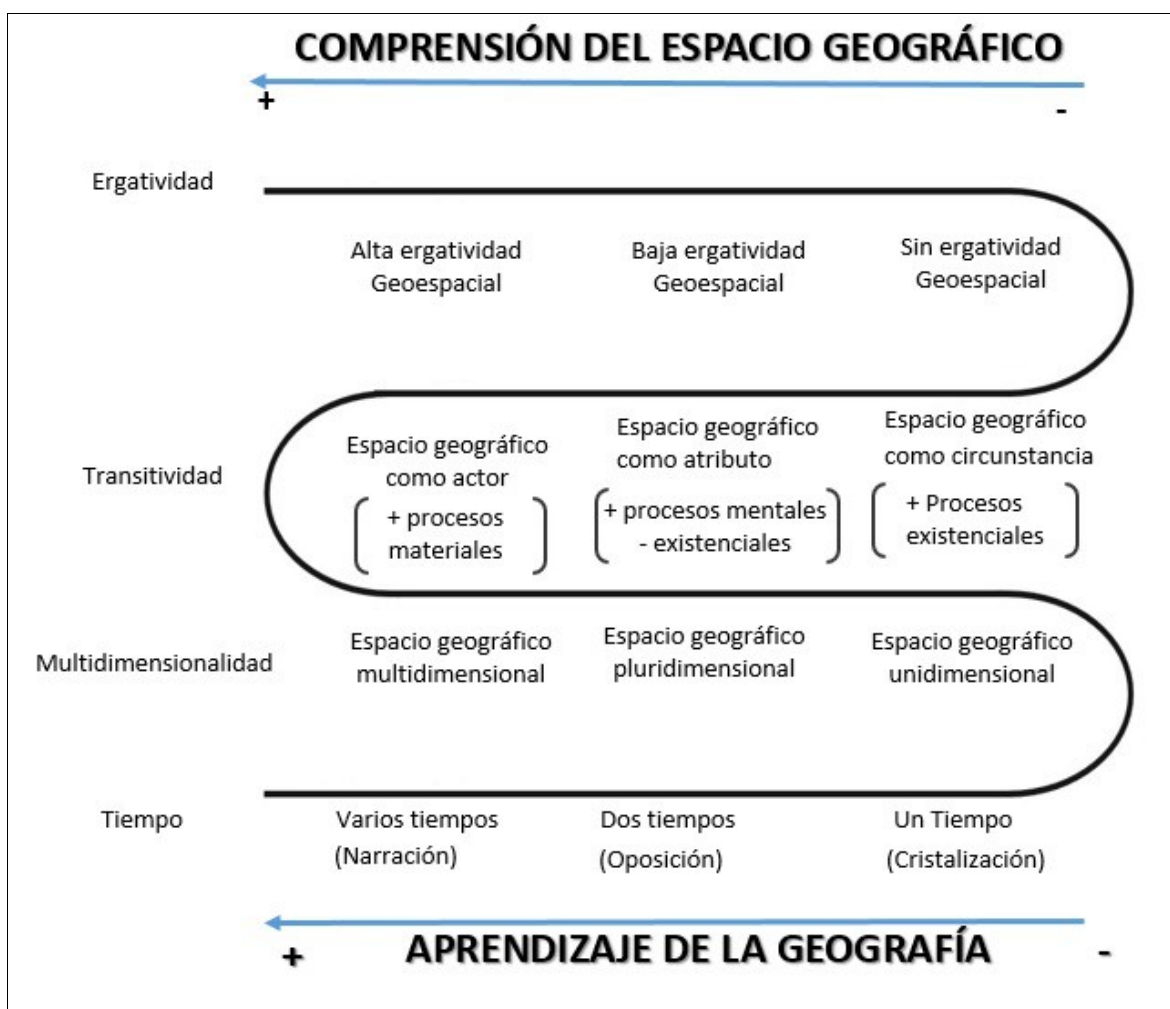 COMPRENSIÓN DEL ESPACIO GEOGRÁFICO
+ -
Ergatividad
Alta ergatividad
Geoespacial
Baja ergatividad
Geoespacial
Sin ergatividad
Geoespacial
Transitividad
Espacio geográfico
como actor
+ procesos
materiales
Espacio geográfico
como atributo
+ procesos mentales
- existenciales
Espacio geográfico
como circunstancia
+ Procesos
existenciales
Multidimensionalidad
Espacio geográfico
multidimensional
Espacio geográfico
pluridimensional
Espacio geográfico
unidimensional
Tiempo
Varios tiempos
(Narración)
Dos tiempos
(Oposición)
Un Tiempo
(Cristalización)
+ APRENDIZAJE DE LA GEOGRAFÍA -